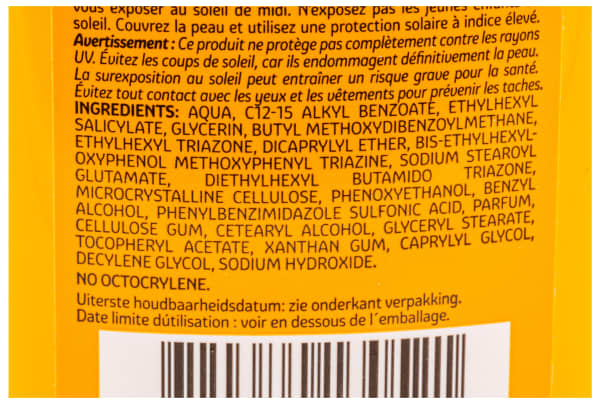 vous exposer au soleil de midi. N'exposez pas les jeunes
soleil. Couvrez la peau et utilisez une protection solaire à indice élevé.
Avertissement : Ce produit ne protège pas complètement contre les rayons
UV. Évitez les coups de soleil, car ils endommagent définitivement la peau.
La surexposition au soleil peut entraîner un risque grave pour la santé.
Évitez tout contact avec les yeux et les vêtements pour prévenir les taches.
INGREDIENTS: AQUA, C12-15 ALKYL BENZOATE, ETHYLHEXYL
SALICYLATE, GLYCERIN, BUTYL METHOXYDIBENZOYLMETHANE,
ETHYLHEXYL TRIAZONE, DICAPRYLYL ETHER, BIS-ETHYLHEXYL-
OXYPHENOL METHOXYPHENYL TRIAZINE, SODIUM STEAROYL
GLUTAMATE, DIETHYLHEXYL BUTAMIDO TRIAZONE,
MICROCRYSTALLINE CELLULOSE, PHENOXYETHANOL, BENZYL
ALCOHOL, PHENYLBENZIMIDAZOLE SULFONIC ACID, PARFUM,
CELLULOSE GUM, CETEARYL ALCOHOL, GLYCERYL STEARATE,
TOCOPHERYL ACETATE, XANTHAN GUM, CAPRYLYL GLYCOL,
DECYLENE GLYCOL, SODIUM HYDROXIDE.
NO OCTOCRYLENE.
Uiterste houdbaarheidsdatum: zie onderkant verpakking.
Date limite dútilisation : voir en dessous de l´emballage.